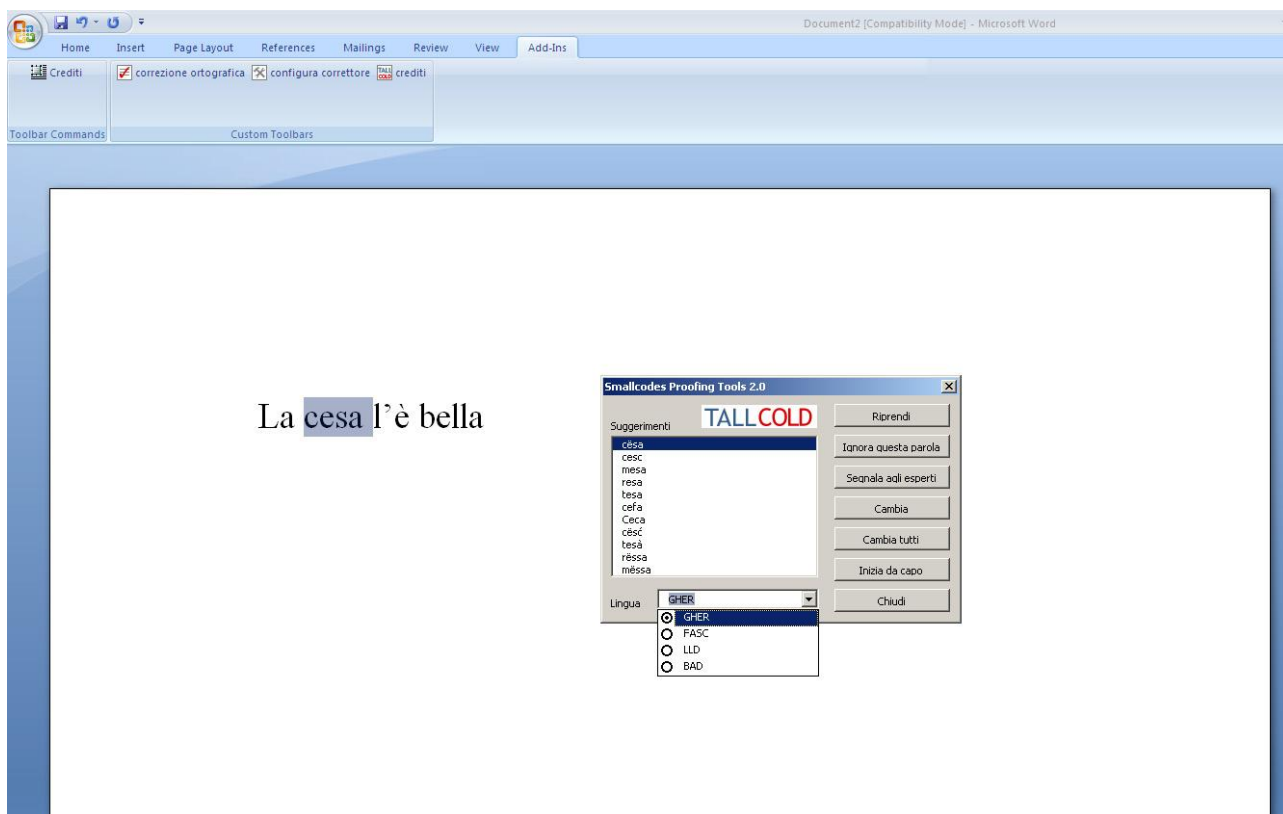 Document2 [Compatibility Mode] - Microsoft Word
Home Insert Page Layout References Mailings Review View Add-Ins
Crediti correzione ortografica configura correttore crediti
Toolbar Commands Custom Toolbars
La cesa l’è bella
Smallcodes Proofing Tools 2.0
Suggerimenti
TALLCOLD
cësa
cesc
mesa
resa
tesa
cefa
Ceca
cësć
tesà
rëssa
mëssa
Riprendi
Ignora questa parola
Segnala agli esperti
Cambia
Cambia tutti
Inizia da capo
Chiudi
Lingua GHER
GHER
FASC
LLD
BAD